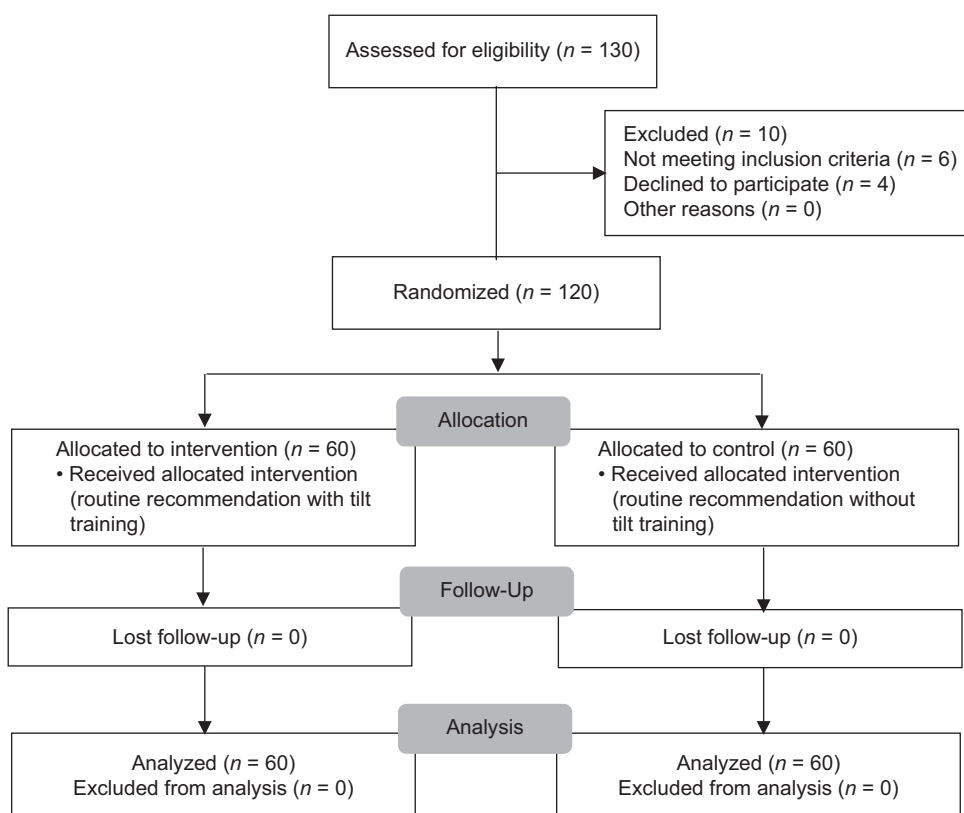 Assessed for eligibility (n = 130)
Excluded (n = 10)
Not meeting inclusion criteria (n = 6)
Declined to participate (n = 4)
Other reasons (n = 0)
Randomized (n = 120)
Allocation
Allocated to intervention (n = 60)
• Received allocated intervention
(routine recommendation with tilt
training)
Allocated to control (n = 60)
• Received allocated intervention
(routine recommendation without
tilt training)
Follow-Up
Lost follow-up (n = 0)
Lost follow-up (n = 0)
Analysis
Analyzed (n = 60)
Excluded from analysis (n = 0)
Analyzed (n = 60)
Excluded from analysis (n = 0)